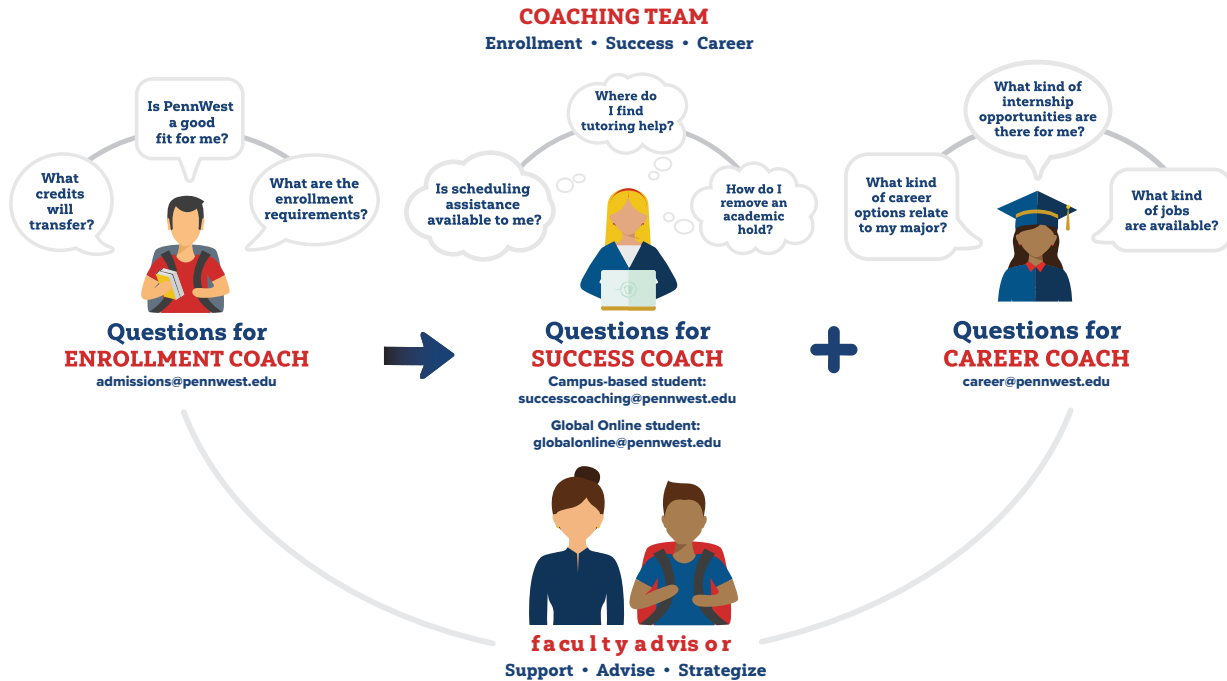 COACHING TEAM
Enrollment • Success • Career
What
credits
will
transfer?
Is PennWest
a good
fit for me?
What are the
enrollment
requirements?
Questions for
ENROLLMENT COACH
admissions@pennwest.edu
Is scheduling
assistance
available to me?
Where do
I find
tutoring help?
How do I
remove an
academic
hold?
Questions for
SUCCESS COACH
Campus-based student:
successcoaching@pennwest.edu
Global Online student:
globalonline@pennwest.edu
What kind
of career
options relate
to my major?
What kind of
internship
opportunities are
there for me?
What kind
of jobs
are available?
Questions for
CAREER COACH
career@pennwest.edu
faculty advisor
Support • Advise • Strategize